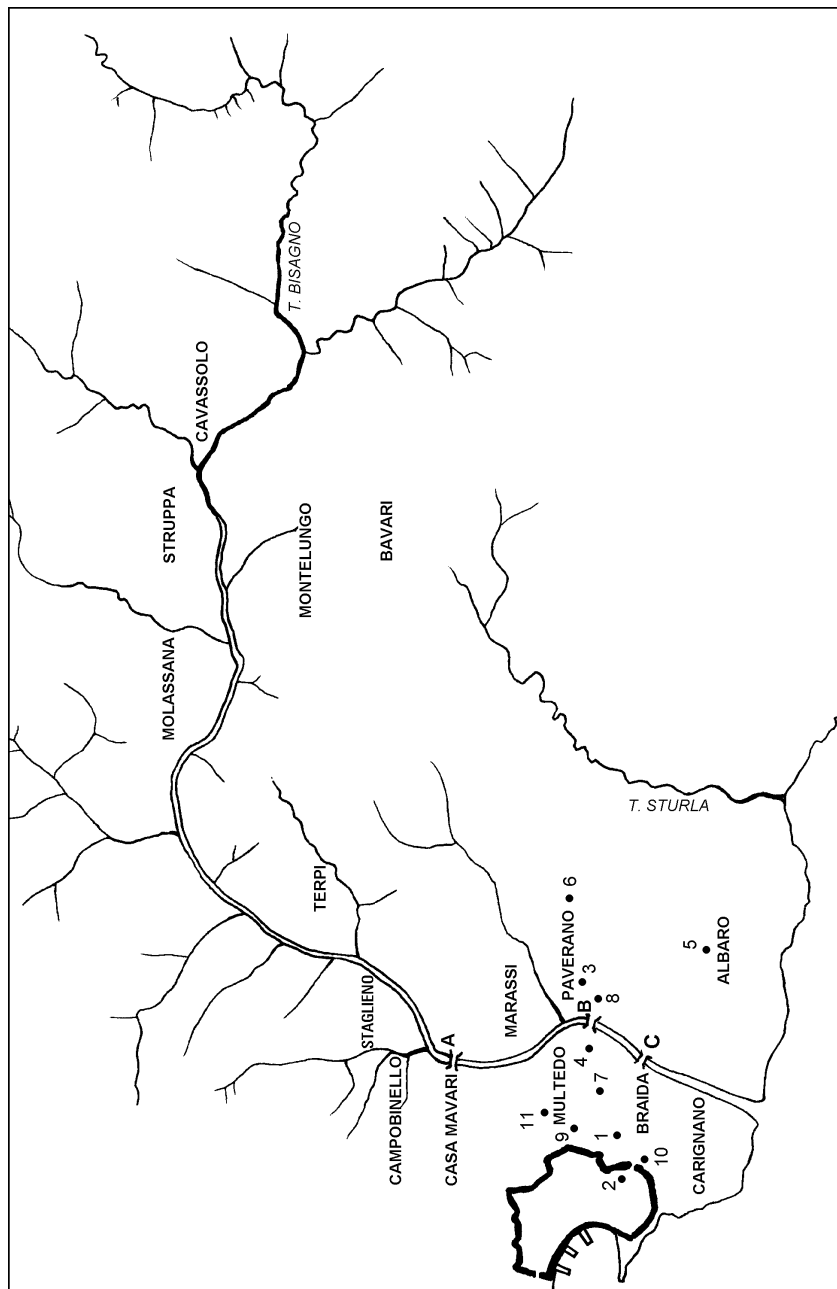 T. BISAGNO
CAVASSOLO
STRUPPA
MONTELUNGO
BAVARI
MOLASSANA
T. STURLA
TERPI
STAGLIENO
CAMPOBINELLO
CASA MAVARI
A
MARASSI
PAVERANO
6
3
8
B
5
ALBARO
C
4
7
MULTEDO
BRAIDA
11
9
1
10
2
CARIGNANO